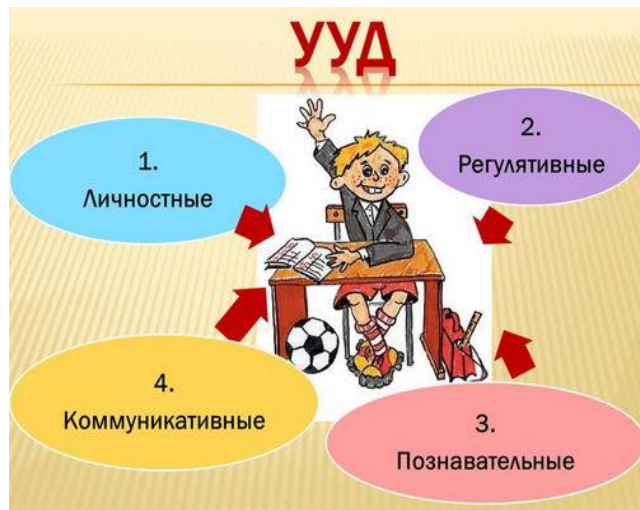 УУД
1.
Личностные
2.
Регулятивные
4.
Коммуникативные
3.
Познавательные